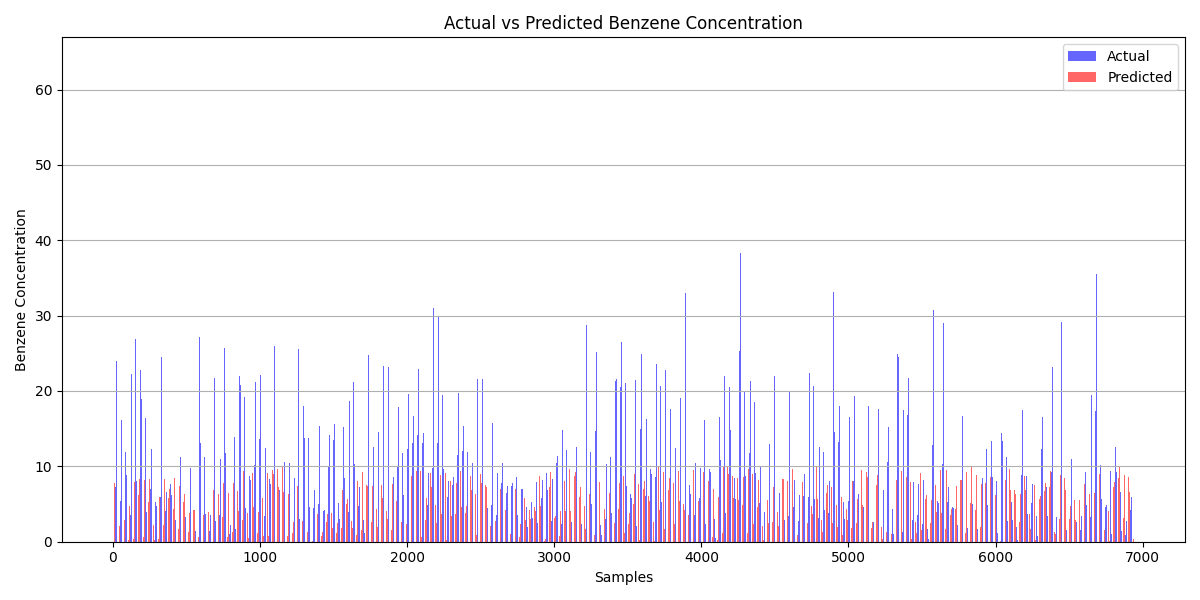 Actual vs Predicted Benzene Concentration
Actual
Predicted
Benzene Concentration
60
50
40
30
20
10
0
0 1000 2000 3000 4000 5000 6000 7000
Samples